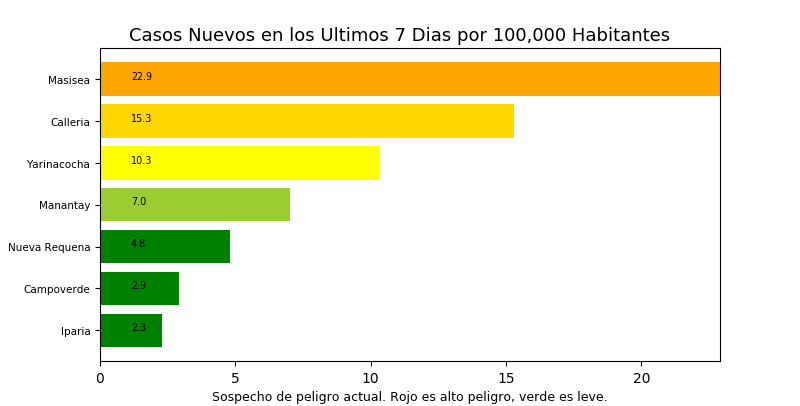 Casos Nuevos en los Ultimos 7 Dias por 100,000 Habitantes
Masisea 22.9
Calleria 15.3
Yarinacocha 10.3
Manantay 7.0
Nueva Requena 4.8
Campoverde 2.9
Iparia 2.3
0 5 10 15 20
Sospecho de peligro actual. Rojo es alto peligro, verde es leve.